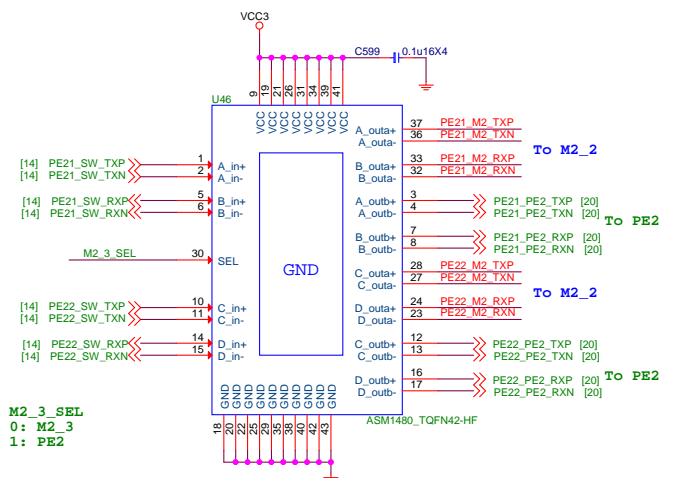 VCC3
C599 0.1u16X4
U46
9 19 21 26 31 34 39 41
VCC VCC VCC VCC VCC VCC VCC VCC
[14] PE21_SW_TXP 1 A_in+
[14] PE21_SW_TXN 2 A_in-
[14] PE21_SW_RXP 5 B_in+
[14] PE21_SW_RXN 6 B_in-
M2_3_SEL 30 SEL
[14] PE22_SW_TXP 10 C_in+
[14] PE22_SW_TXN 11 C_in-
[14] PE22_SW_RXP 14 D_in+
[14] PE22_SW_RXN 15 D_in-
GND
A_outa+ 37 PE21_M2_TXP
A_outa- 36 PE21_M2_TXN
To M2_2
B_outa+ 33 PE21_M2_RXP
B_outa- 32 PE21_M2_RXN
A_outb+ 3 PE21_PE2_TXP [20]
A_outb- 4 PE21_PE2_TXN [20]
To PE2
B_outb+ 7 PE21_PE2_RXP [20]
B_outb- 8 PE21_PE2_RXN [20]
C_outa+ 28 PE22_M2_TXP
C_outa- 27 PE22_M2_TXN
To M2_2
D_outa+ 24 PE22_M2_RXP
D_outa- 23 PE22_M2_RXN
C_outb+ 12 PE22_PE2_TXP [20]
C_outb- 13 PE22_PE2_TXN [20]
To PE2
D_outb+ 16 PE22_PE2_RXP [20]
D_outb- 17 PE22_PE2_RXN [20]
GND GND GND GND GND GND GND GND GND GND
18 20 22 25 29 35 38 40 42 43
ASM1480_TQFN42-HF
M2_3_SEL
0: M2_3
1: PE2